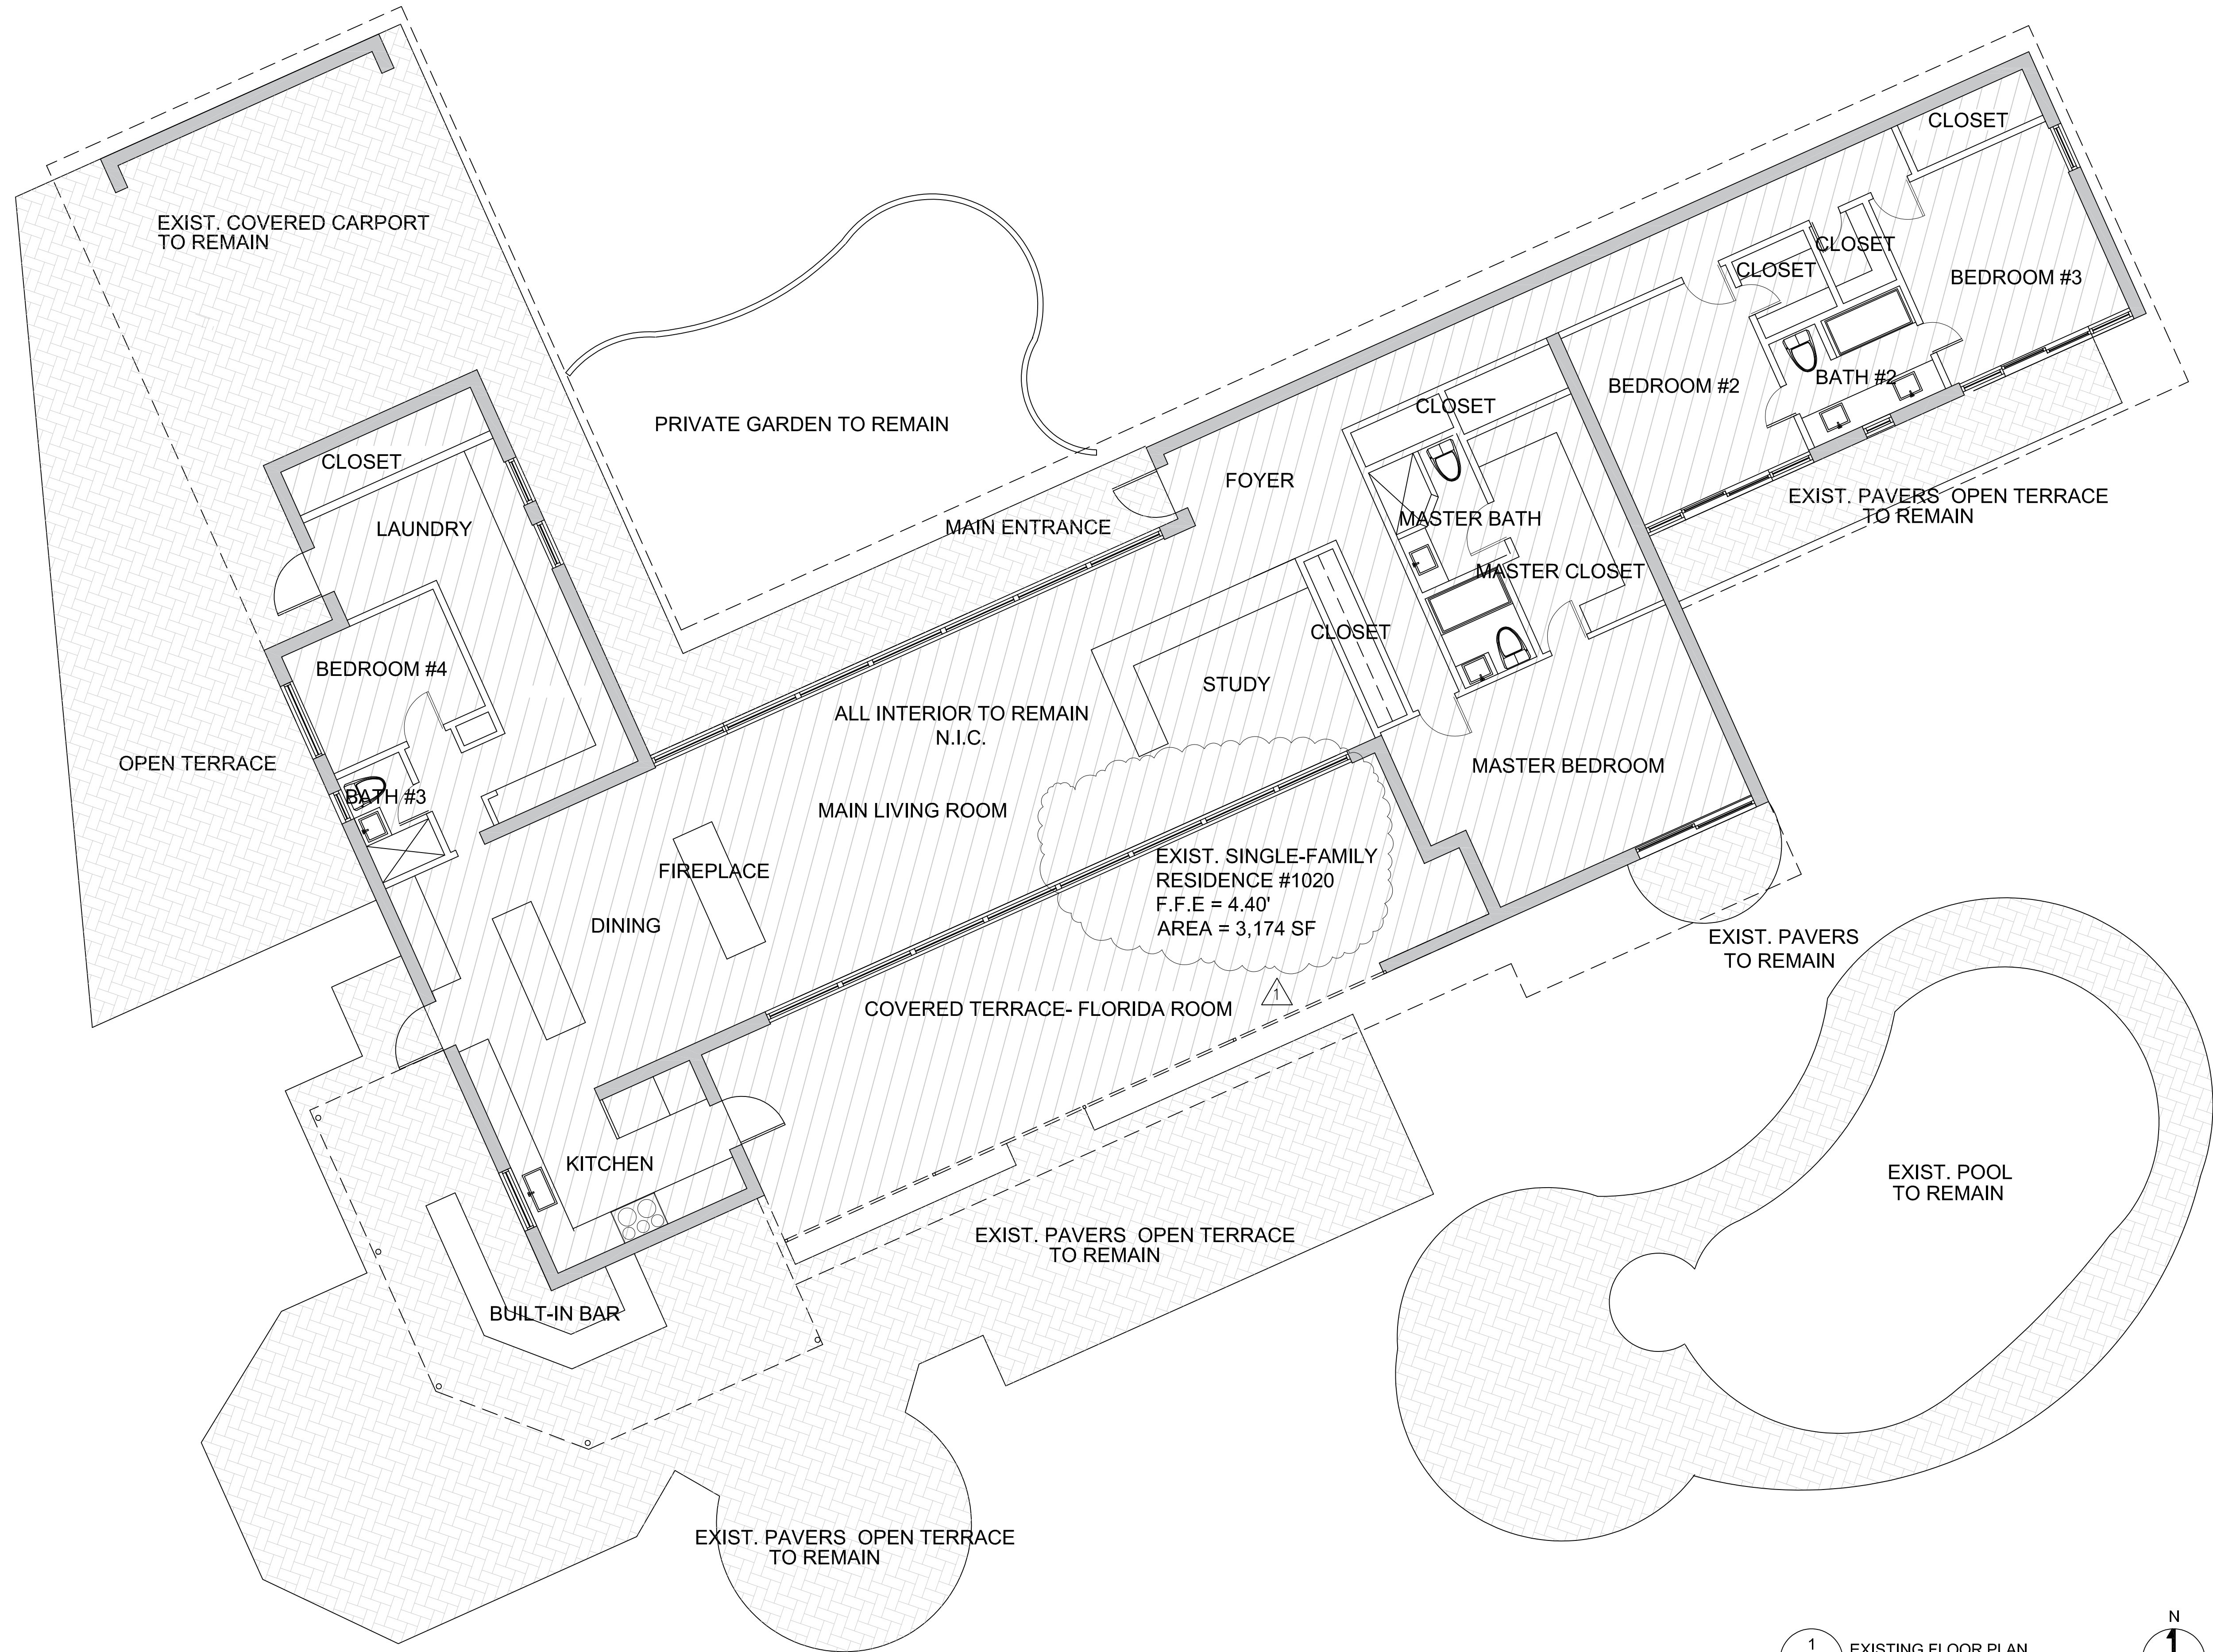 CLOSET
EXIST. COVERED CARPORT
TO REMAIN
CLOSET
CLOSET
BEDROOM #3
BEDROOM #2
BATH #2
PRIVATE GARDEN TO REMAIN
CLOSET
CLOSET
FOYER
EXIST. PAVERS  OPEN TERRACE
TO REMAIN
LAUNDRY
MAIN ENTRANCE
MASTER BATH
MASTER CLOSET
CLOSET
BEDROOM #4
STUDY
ALL INTERIOR TO REMAIN
N.I.C.
OPEN TERRACE
MASTER BEDROOM
BATH #3
MAIN LIVING ROOM
FIREPLACE
EXIST. SINGLE-FAMILY
RESIDENCE #1020
F.F.E = 4.40'
AREA = 3,174 SF
DINING
EXIST. PAVERS
TO REMAIN
COVERED TERRACE- FLORIDA ROOM
1
KITCHEN
EXIST. POOL
TO REMAIN
EXIST. PAVERS  OPEN TERRACE
TO REMAIN
BUILT-IN BAR
EXIST. PAVERS  OPEN TERRACE
TO REMAIN
N
1
EXISTING FLOOR PLAN